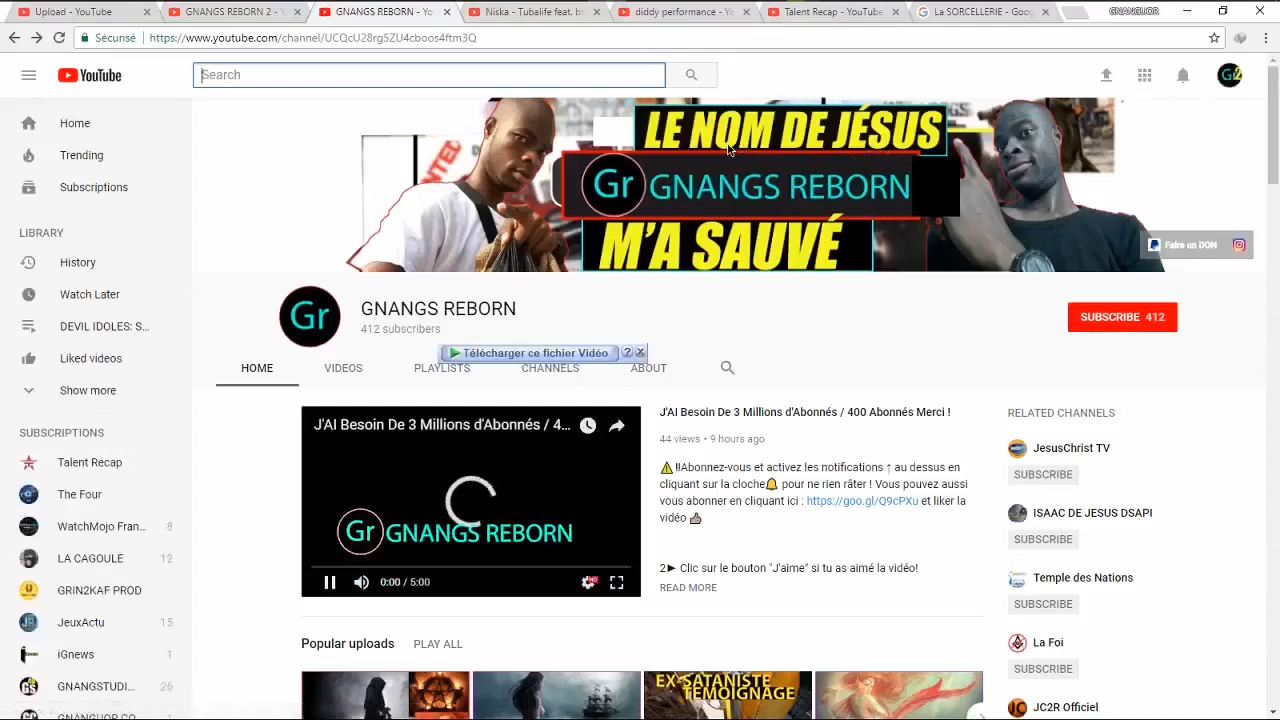 Upload - YouTube
GNANGS REBORN 2 -
GNANGS REBORN - Yo
Niska - Tubalife feat. b
diddy performance - Yo
Talent Recap - YouTube
La SORCELLERIE - Goog
GNANGUOR
Sécurisé
https://www.youtube.com/channel/UCQcU28rg5ZU4cboos4ftm3Q
YouTube
Search
Gr2
Home
Trending
Subscriptions
LIBRARY
History
Watch Later
DEVIL IDOLES: S...
Liked videos
Show more
SUBSCRIPTIONS
Talent Recap
The Four
WatchMojo Fran... 8
LA CAGOULE 12
GRIN2KAF PROD
JeuxActu 15
iGnews 1
GNANGSTUDI... 26
GNANGUOR CO
LE NOM DE JÉSUS
Gr GNANGS REBORN
M'A SAUVÉ
Faire un DON
Gr
GNANGS REBORN
412 subscribers
SUBSCRIBE 412
Télécharger ce fichier Vidéo ?
HOME VIDEOS PLAYLISTS CHANNELS ABOUT
J'AI Besoin De 3 Millions d'Abonnés / 4...
Gr GNANGS REBORN
0:00 / 5:00
HD
J'AI Besoin De 3 Millions d'Abonnés / 400 Abonnés Merci !
44 views • 9 hours ago
⚠‼Abonnez-vous et activez les notifications ↑ au dessus en
cliquant sur la cloche🔔 pour ne rien râter ! Vous pouvez aussi
vous abonner en cliquant ici : https://goo.gl/Q9cPXu et liker la
vidéo 👍
2► Clic sur le bouton "J'aime" si tu as aimé la vidéo!
READ MORE
RELATED CHANNELS
JesusChrist TV
SUBSCRIBE
ISAAC DE JESUS DSAPI
SUBSCRIBE
Temple des Nations
SUBSCRIBE
La Foi
SUBSCRIBE
JC2R Officiel
Popular uploads PLAY ALL
EX-SATANISTE
TÉMOIGNAGE